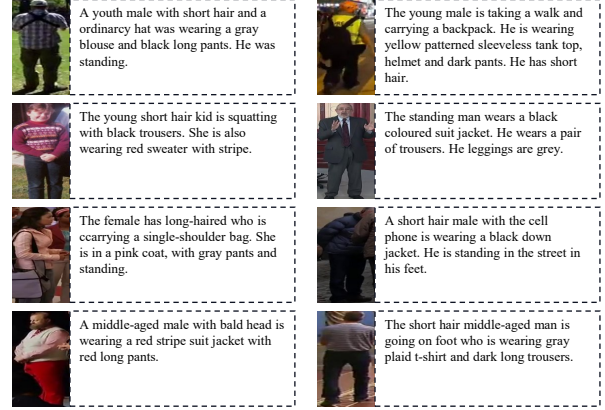 A youth male with short hair and a
ordinarcy hat was wearing a gray
blouse and black long pants. He was
standing.
The young male is taking a walk and
carrying a backpack. He is wearing
yellow patterned sleeveless tank top,
helmet and dark pants. He has short
hair.
The young short hair kid is squatting
with black trousers. She is also
wearing red sweater with stripe.
The standing man wears a black
coloured suit jacket. He wears a pair
of trousers. He leggings are grey.
The female has long-haired who is
ccarrying a single-shoulder bag. She
is in a pink coat, with gray pants and
standing.
A short hair male with the cell
phone is wearing a black down
jacket. He is standing in the street in
his feet.
A middle-aged male with bald head is
wearing a red stripe suit jacket with
red long pants.
The short hair middle-aged man is
going on foot who is wearing gray
plaid t-shirt and dark long trousers.